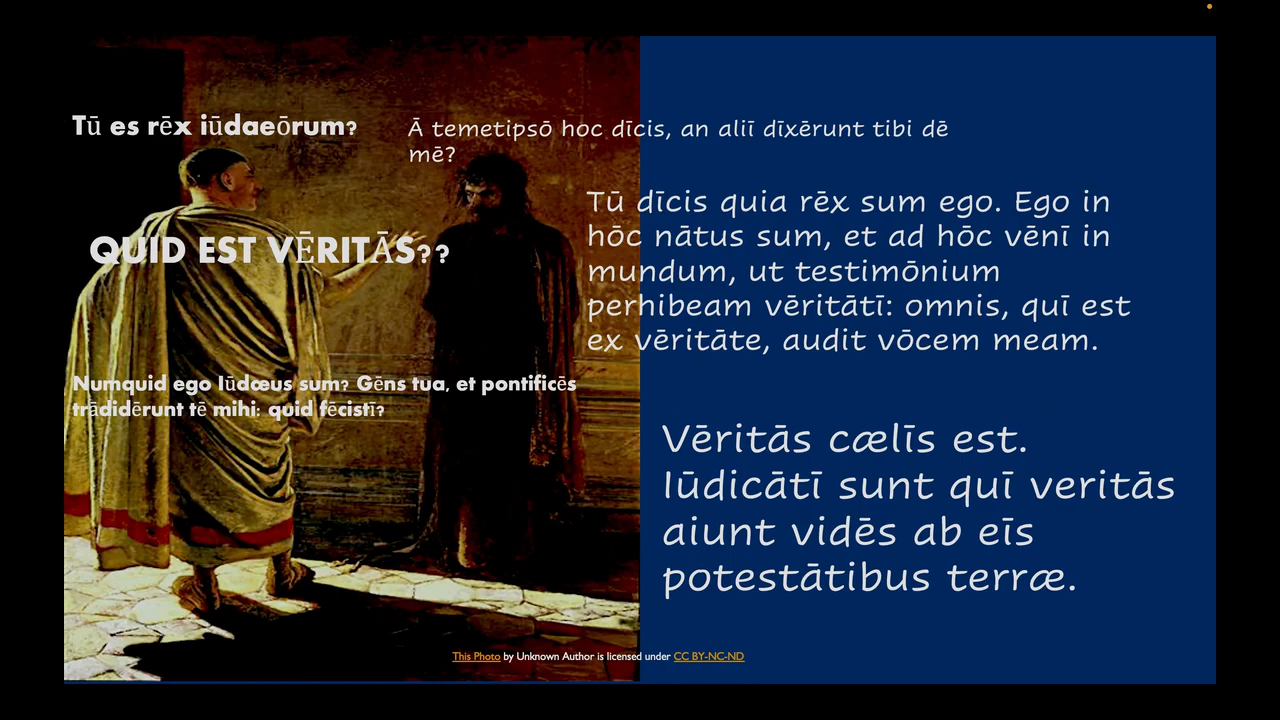 Tū es rēx iūdaeōrum?
Ā temetipsō hoc dīcis, an aliī dīxērunt tibi dē
mē?
Tū dīcis quia rēx sum ego. Ego in
hōc nātus sum, et ad hōc vēnī in
mundum, ut testimōnium
perhibeam vēritātī: omnis, quī est
ex vēritāte, audit vōcem meam.
QUID EST VĒRITĀS??
Numquid ego Iūdæus sum? Gēns tua, et pontificēs
trādidērunt tē mihi: quid fēcistī?
Vēritās cælīs est.
Iūdicātī sunt quī veritās
aiunt vidēs ab eīs
potestātibus terræ.
This Photo by Unknown Author is licensed under CC BY-NC-ND